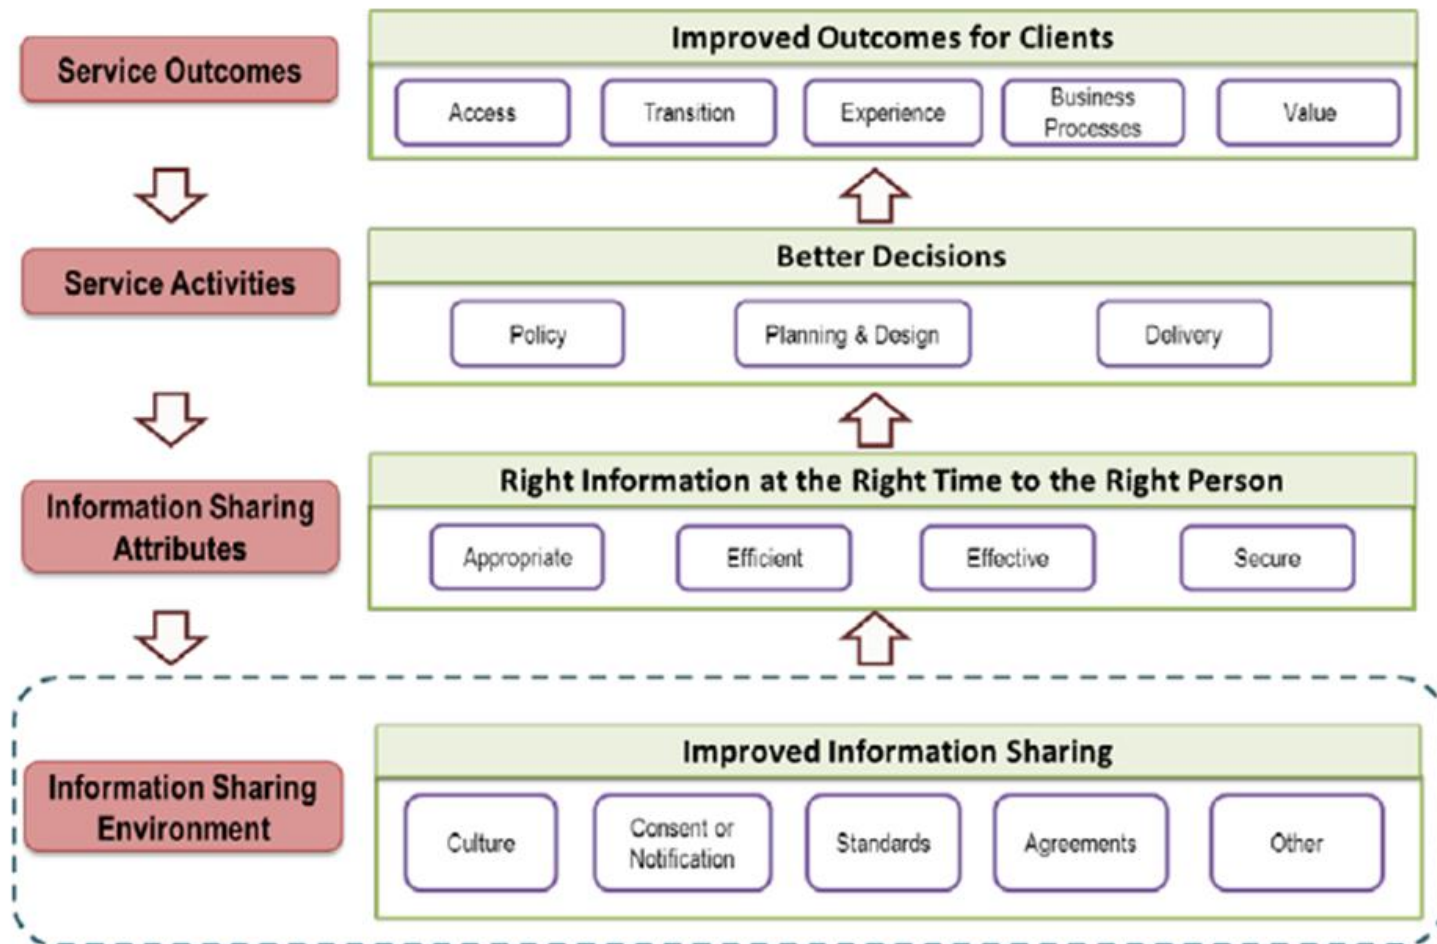 Service Outcomes
Improved Outcomes for Clients
Access
Transition
Experience
Business
Processes
Value
Service Activities
Better Decisions
Policy
Planning & Design
Delivery
Information Sharing
Attributes
Right Information at the Right Time to the Right Person
Appropriate
Efficient
Effective
Secure
Information Sharing
Environment
Improved Information Sharing
Culture
Consent or
Notification
Standards
Agreements
Other